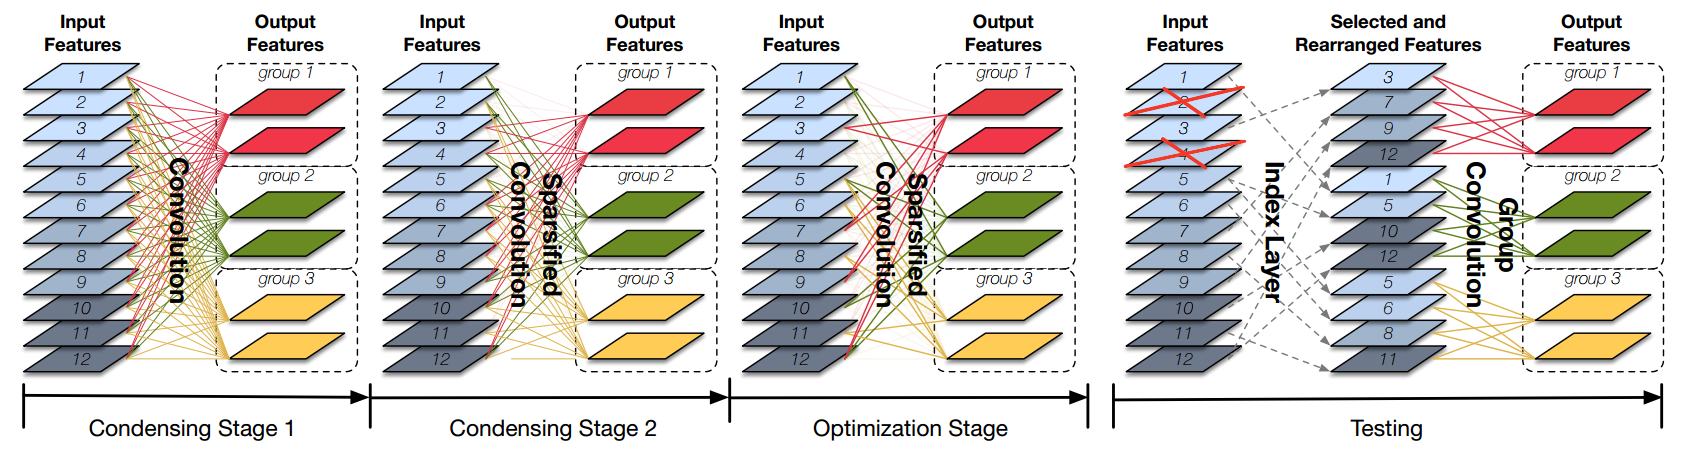 Input
Features
Output
Features
1
2
3
4
5
6
7
8
9
10
11
12
Convolution
group 1
group 2
group 3
Condensing Stage 1
Input
Features
Output
Features
1
2
3
4
5
6
7
8
9
10
11
12
Sparsified
Convolution
group 1
group 2
group 3
Condensing Stage 2
Input
Features
Output
Features
1
2
3
4
5
6
7
8
9
10
11
12
Sparsified
Convolution
group 1
group 2
group 3
Optimization Stage
Input
Features
Selected and
Rearranged Features
Output
Features
1
2
3
4
5
6
7
8
9
10
11
12
Index Layer
3
7
9
12
1
5
10
12
5
6
8
11
Group
Convolution
group 1
group 2
group 3
Testing